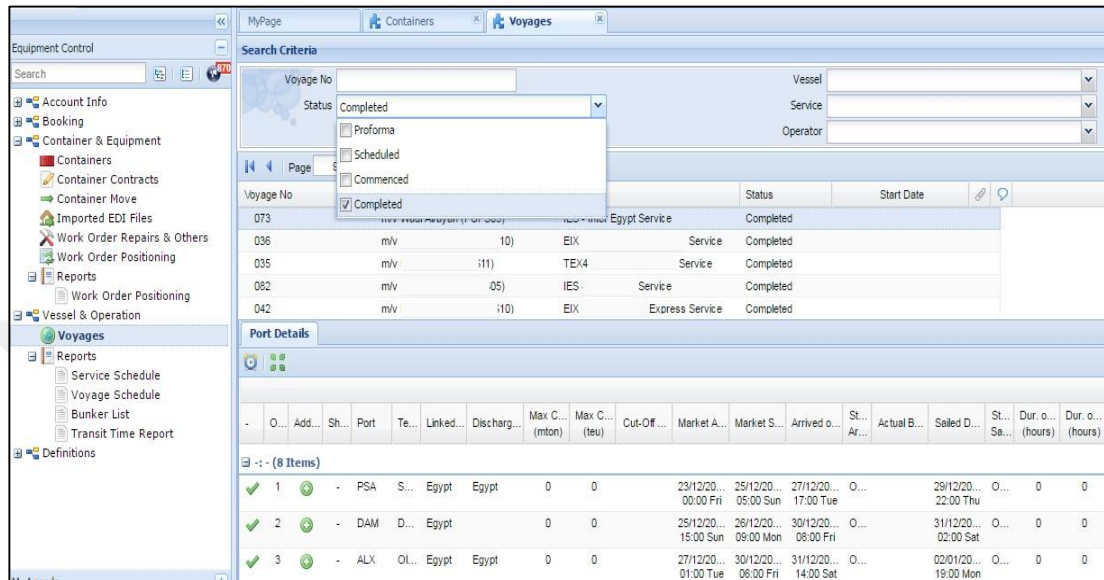 MyPage Containers Voyages
Equipment Control
Search
870
Account Info
Booking
Container & Equipment
Containers
Container Contracts
Container Move
Imported EDI Files
Work Order Repairs & Others
Work Order Positioning
Reports
Work Order Positioning
Vessel & Operation
Voyages
Reports
Service Schedule
Voyage Schedule
Bunker List
Transit Time Report
Definitions
Search Criteria
Voyage No Vessel
Status Completed Service
Operator
Proforma
Scheduled
Commenced
Completed
Page
Voyage No Status Start Date
073 m/v IES - Inter Egypt Service Completed
036 m/v 10) EIX Service Completed
035 m/v 511) TEX4 Service Completed
082 m/v 05) IES Service Completed
042 m/v 10) EIX Express Service Completed
Port Details
- O... Add... Sh... Port Te... Linked... Discharg... Max C... (mton) Max C... (teu) Cut-Off ... Market A... Market S... Arrived o... St... Ar... Actual B... Sailed D... St... Sa... Dur. o... (hours) Dur. o... (hours)
-:- (8 Items)
1 - PSA S... Egypt Egypt 0 0 23/12/20... 25/12/20... 27/12/20... O... 29/12/20... O... 0 0
00:00 Fri 05:00 Sun 17:00 Tue 22:00 Thu
2 - DAM D... Egypt 0 0 25/12/20... 26/12/20... 30/12/20... O... 31/12/20... O... 0 0
15:00 Sun 09:00 Mon 08:00 Fri 02:00 Sat
3 - ALX Ol... Egypt Egypt 0 0 27/12/20... 30/12/20... 31/12/20... O... 02/01/20... O... 0 0
01:00 Tue 06:00 Fri 14:00 Sat 19:00 Mon